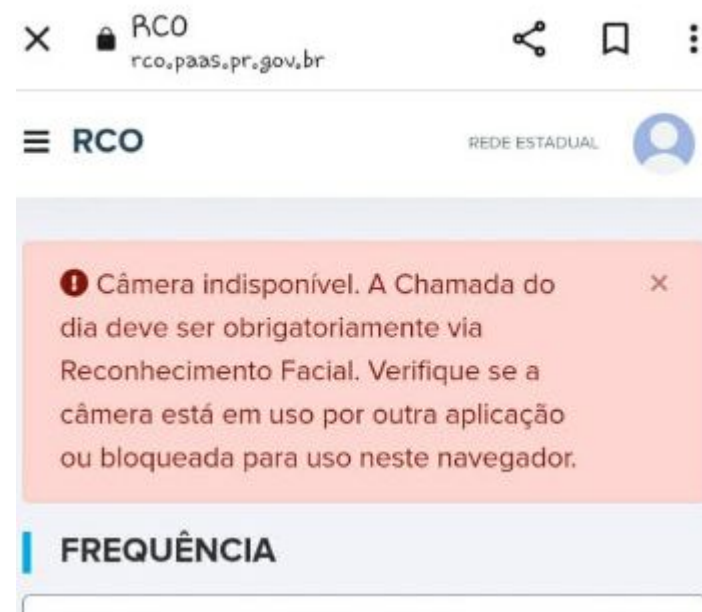 RCO
rco.paas.pr.gov.br
RCO
REDE ESTADUAL
Câmera indisponível. A Chamada do
dia deve ser obrigatoriamente via
Reconhecimento Facial. Verifique se a
câmera está em uso por outra aplicação
ou bloqueada para uso neste navegador.
FREQUÊNCIA